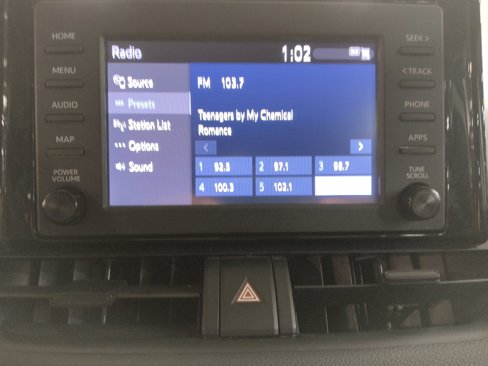 HOME
MENU
AUDIO
MAP
POWER
VOLUME
Radio
1:02
Source
Presets
Station List
Options
Sound
FM 103.7
Teenagers by My Chemical
Romance
1 92.5
2 97.1
3 98.7
4 100.3
5 102.1
SEEK >
< TRACK
PHONE
APPS
TUNE
SCROLL